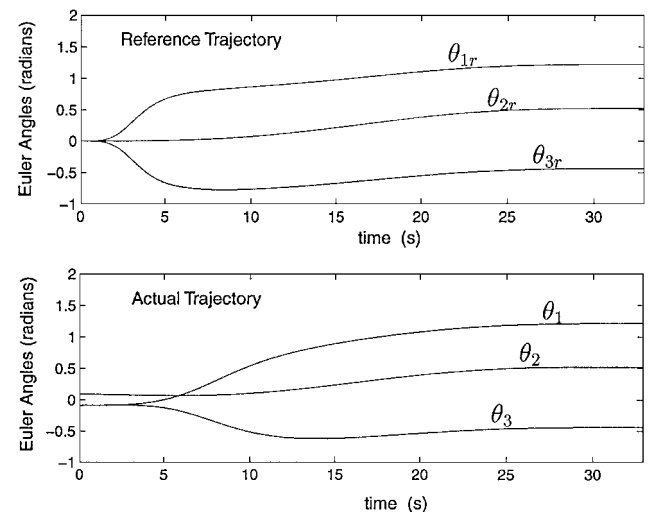 Reference Trajectory
Euler Angles (radians)
2
1.5
1
0.5
0
−0.5
−1
θ1r
θ2r
θ3r
0 5 10 15 20 25 30
time (s)
Actual Trajectory
Euler Angles (radians)
2
1.5
1
0.5
0
−0.5
−1
θ1
θ2
θ3
0 5 10 15 20 25 30
time (s)